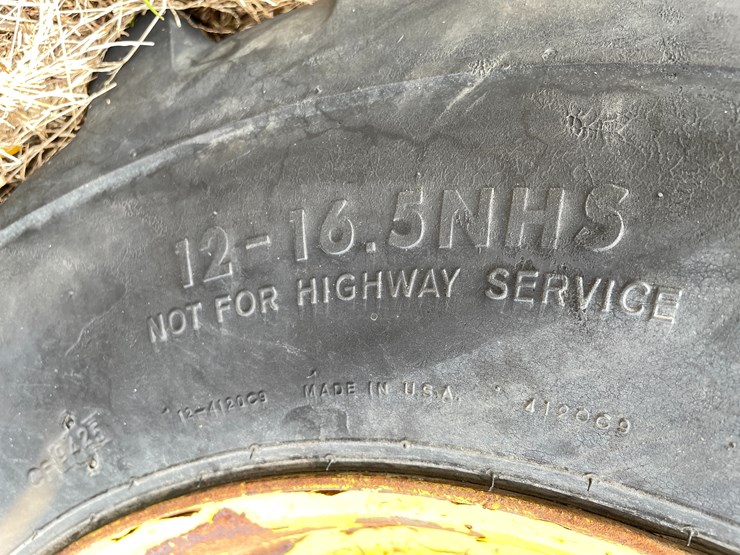 12-16.5NHS
NOT FOR HIGHWAY SERVICE
MADE IN U.S.A.